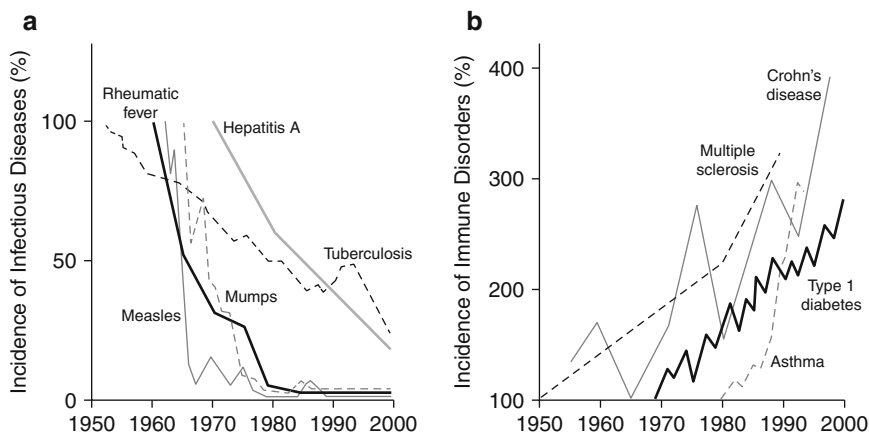 a
Incidence of Infectious Diseases (%)
100
50
0
1950 1960 1970 1980 1990 2000
Rheumatic
fever
Hepatitis A
Tuberculosis
Mumps
Measles
b
Incidence of Immune Disorders (%)
400
300
200
100
1950 1960 1970 1980 1990 2000
Crohn's
disease
Multiple
sclerosis
Type 1
diabetes
Asthma